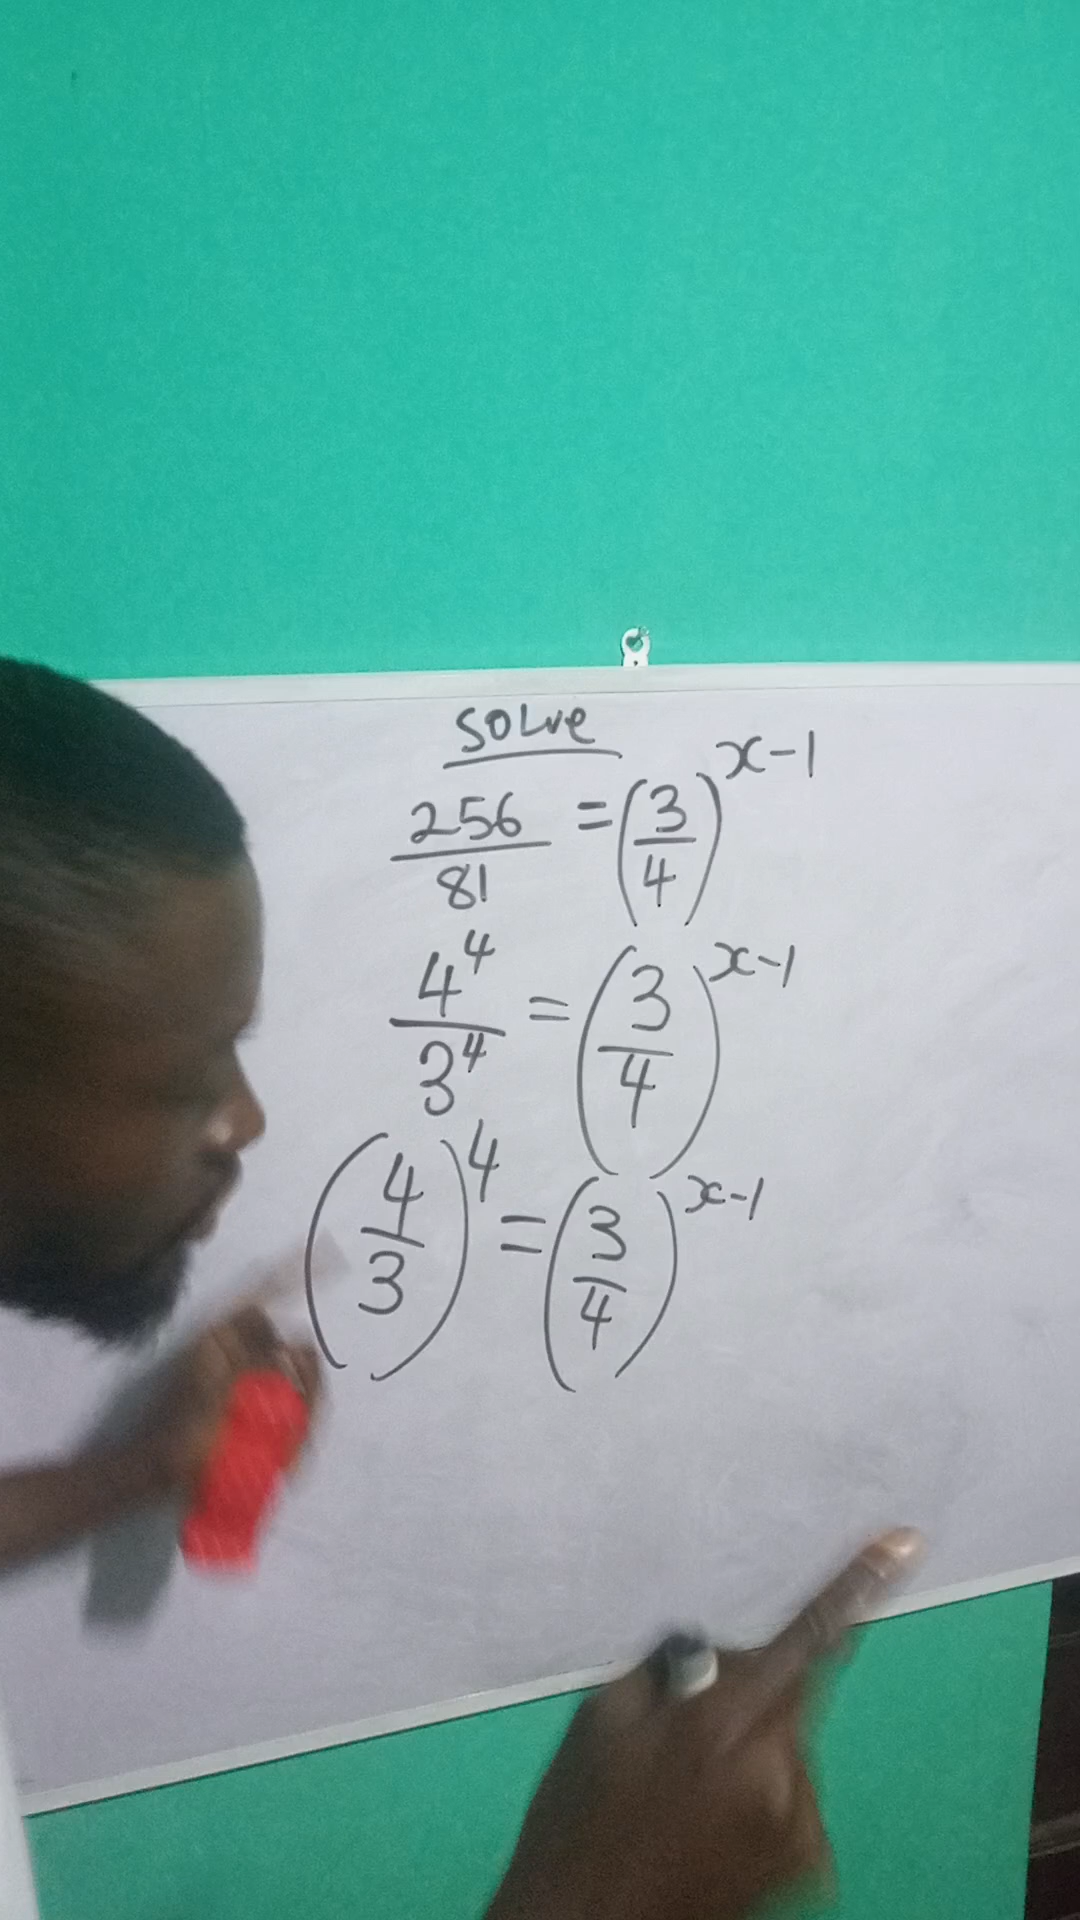 Solve
256/81 = (3/4)^x-1
4^4/3^4 = (3/4)^x-1
(4/3)^4 = (3/4)^x-1